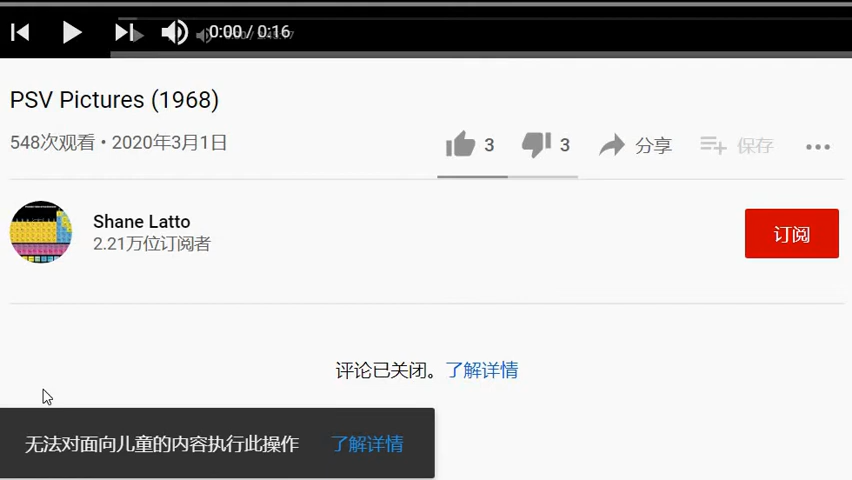 0:00 / 0:16
PSV Pictures (1968)
548次观看 • 2020年3月1日
3 3 分享 保存
Shane Latto
2.21万位订阅者
订阅
评论已关闭。了解详情
无法对面向儿童的内容执行此操作 了解详情